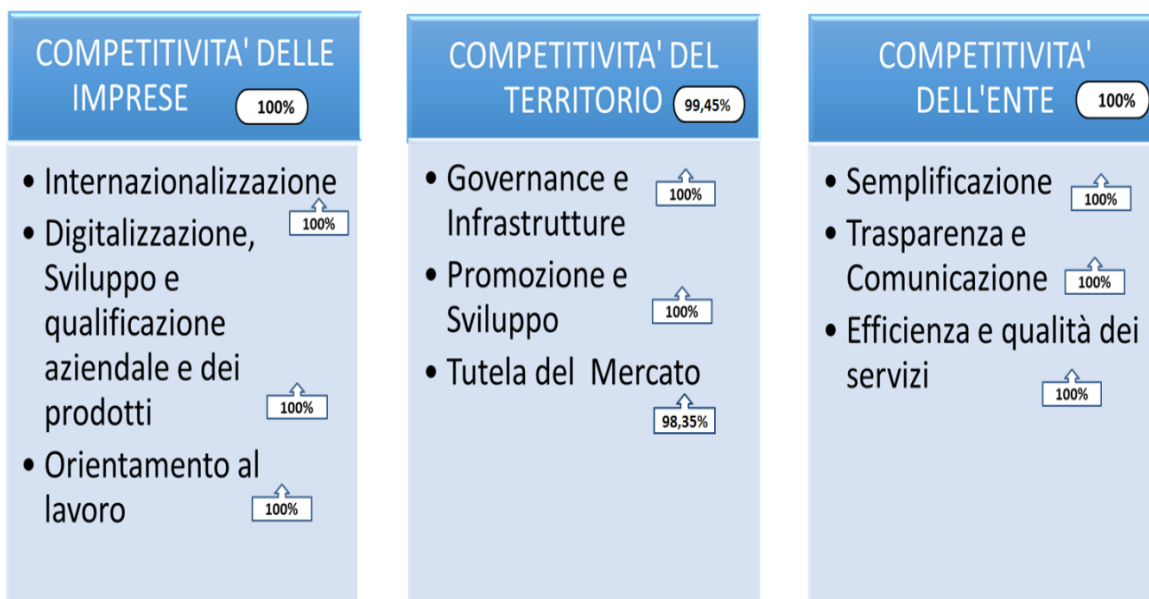 COMPETITIVITA' DELLE
IMPRESE 100%
• Internazionalizzazione
100%
• Digitalizzazione,
Sviluppo e
qualificazione
aziendale e dei
prodotti 100%
• Orientamento al
lavoro 100%
COMPETITIVITA' DEL
TERRITORIO 99,45%
• Governance e 100%
Infrastrutture
• Promozione e
Sviluppo 100%
• Tutela del Mercato
98,35%
COMPETITIVITA'
DELL'ENTE 100%
• Semplificazione 100%
• Trasparenza e
Comunicazione 100%
• Efficienza e qualità dei
servizi 100%